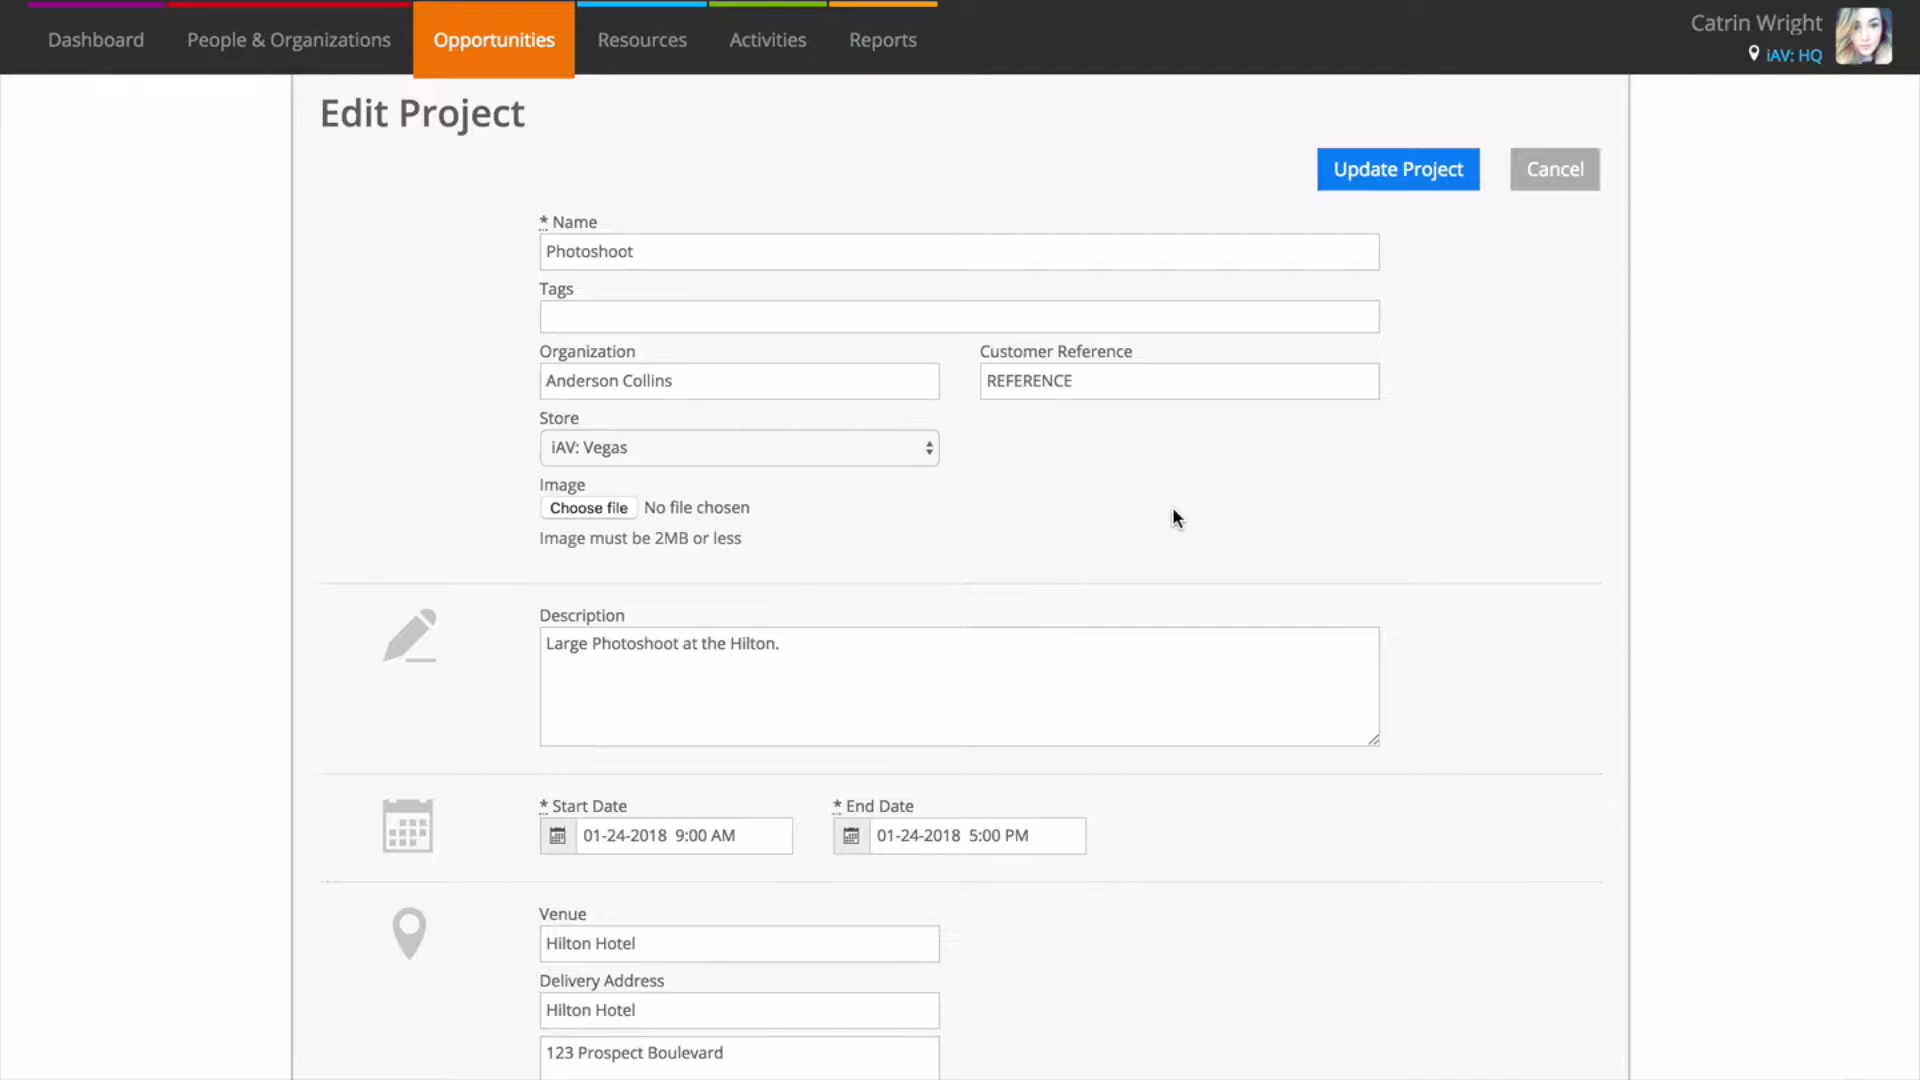 Dashboard People & Organizations Opportunities Resources Activities Reports
Catrin Wright
iAV: HQ
Edit Project
Update Project Cancel
* Name
Photoshoot
Tags
Organization Customer Reference
Anderson Collins REFERENCE
Store
iAV: Vegas
Image
Choose file No file chosen
Image must be 2MB or less
Description
Large Photoshoot at the Hilton.
* Start Date * End Date
01-24-2018 9:00 AM 01-24-2018 5:00 PM
Venue
Hilton Hotel
Delivery Address
Hilton Hotel
123 Prospect Boulevard